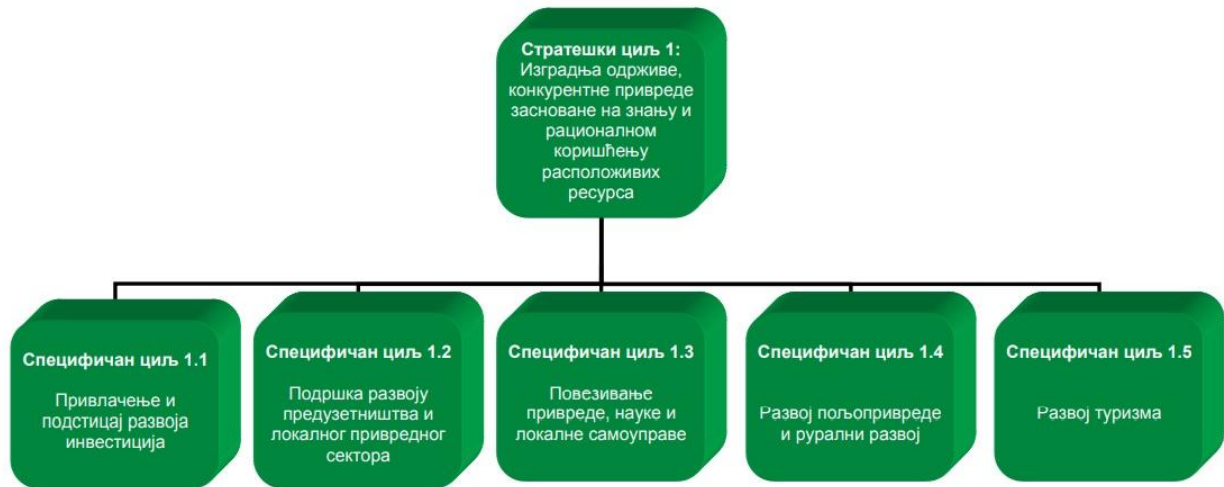 Стратешки циљ 1:
Изградња одрживе,
конкурентне привреде
засноване на знању и
рационалном
коришћењу
расположивих
ресурса
Специфичан циљ 1.1
Привлачење и
подстицај развоја
инвестиција
Специфичан циљ 1.2
Подршка развоју
предузетништва и
локалног привредног
сектора
Специфичан циљ 1.3
Повезивање
привреде, науке и
локалне самоуправе
Специфичан циљ 1.4
Развој пољопривреде
и рурални развој
Специфичан циљ 1.5
Развој туризма